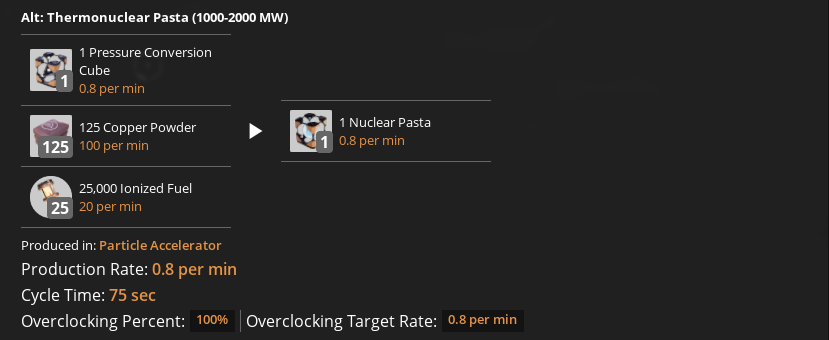 Alt: Thermonuclear Pasta (1000-2000 MW)
1 Pressure Conversion
Cube
1
0.8 per min
125 Copper Powder
125
100 per min
25,000 Ionized Fuel
25
20 per min
1 Nuclear Pasta
1
0.8 per min
Produced in: Particle Accelerator
Production Rate: 0.8 per min
Cycle Time: 75 sec
Overclocking Percent: 100% Overclocking Target Rate: 0.8 per min